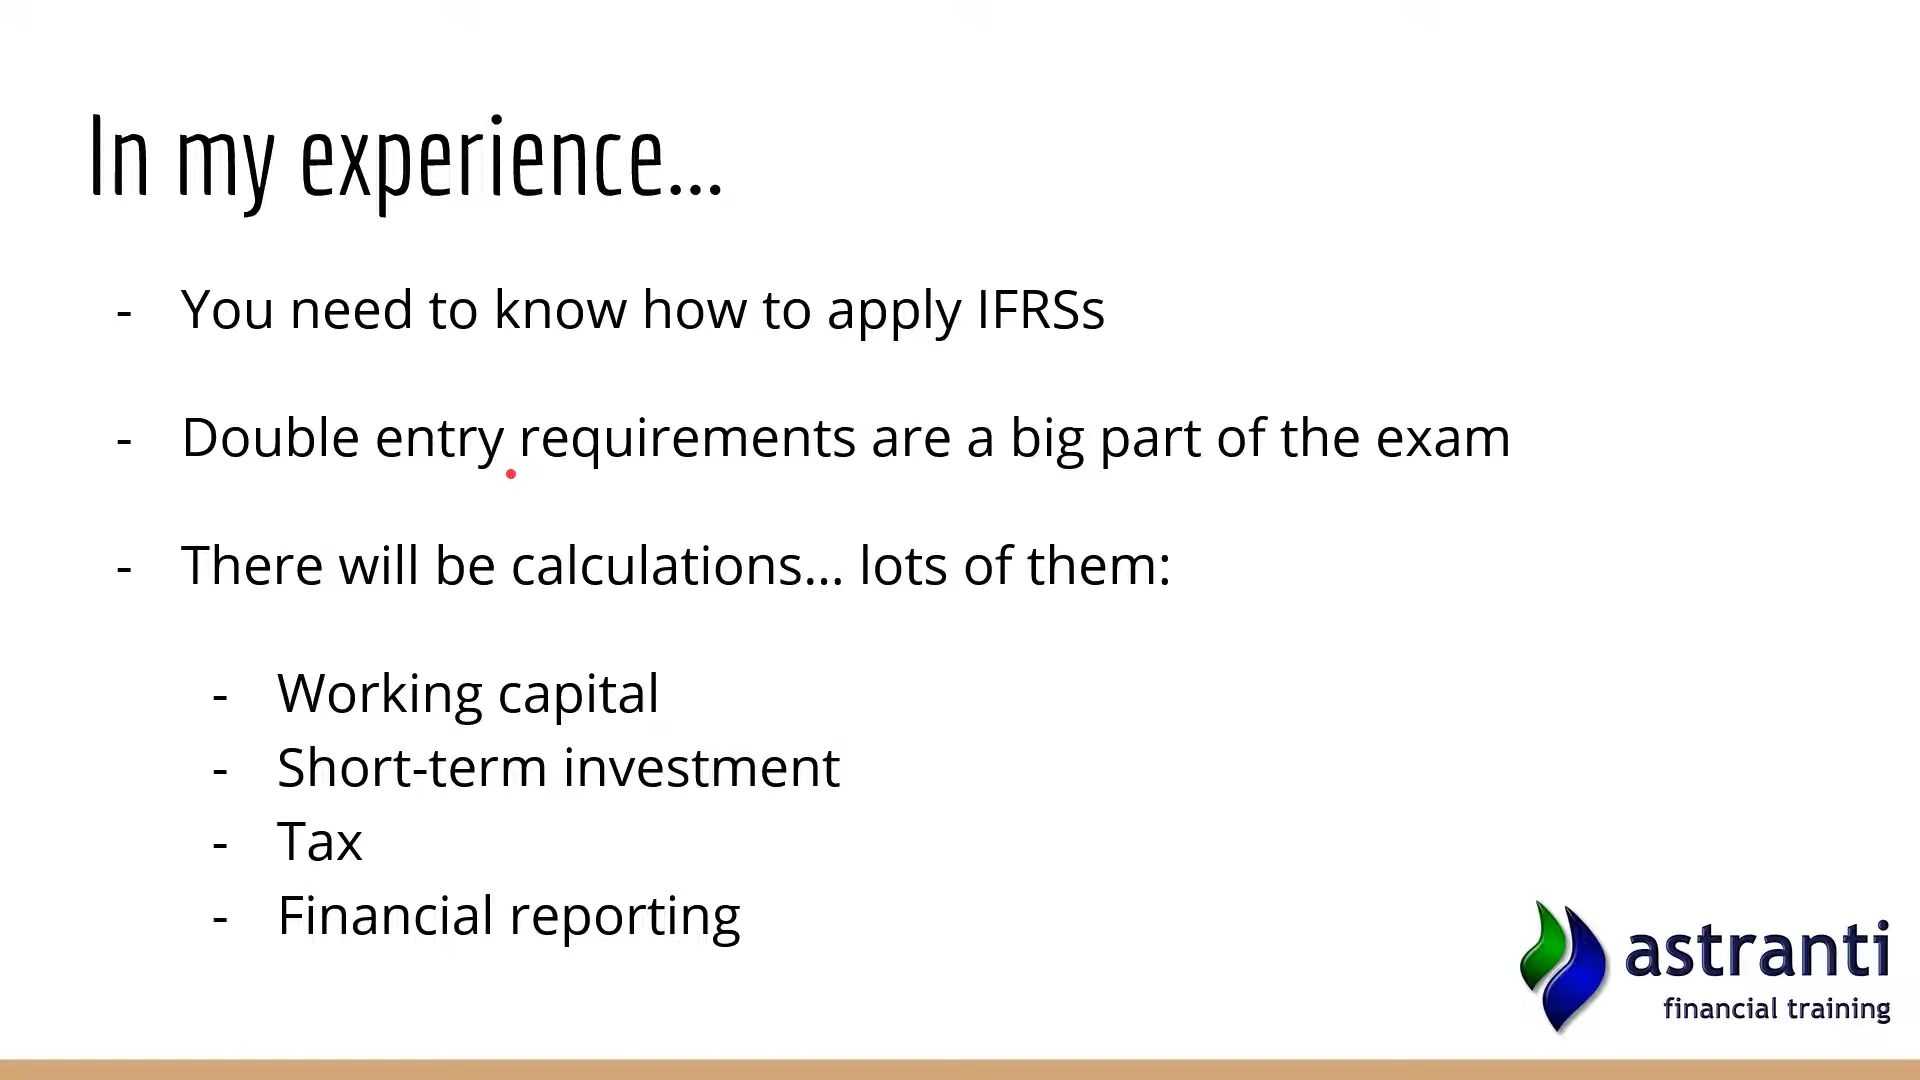 In my experience...
- You need to know how to apply IFRSs
- Double entry requirements are a big part of the exam
- There will be calculations... lots of them:
- Working capital
- Short-term investment
- Tax
- Financial reporting
astranti
financial training